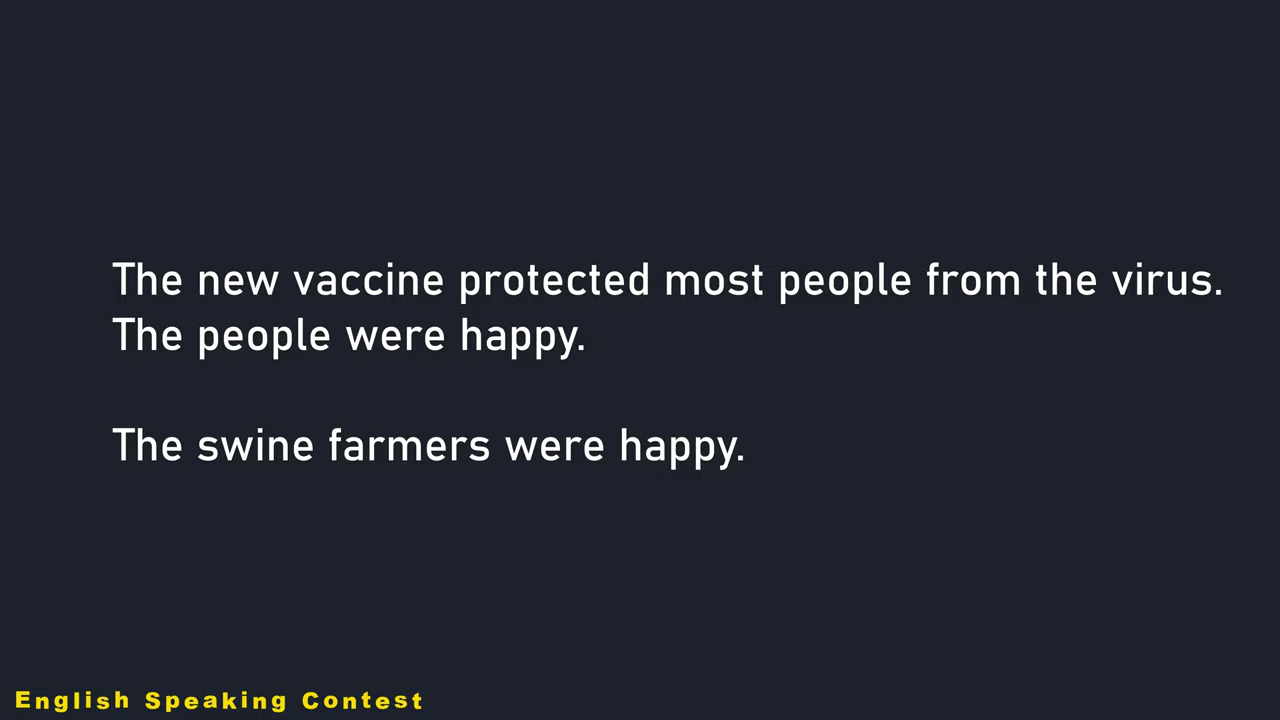 The new vaccine protected most people from the virus.
The people were happy.
The swine farmers were happy.
English Speaking Contest